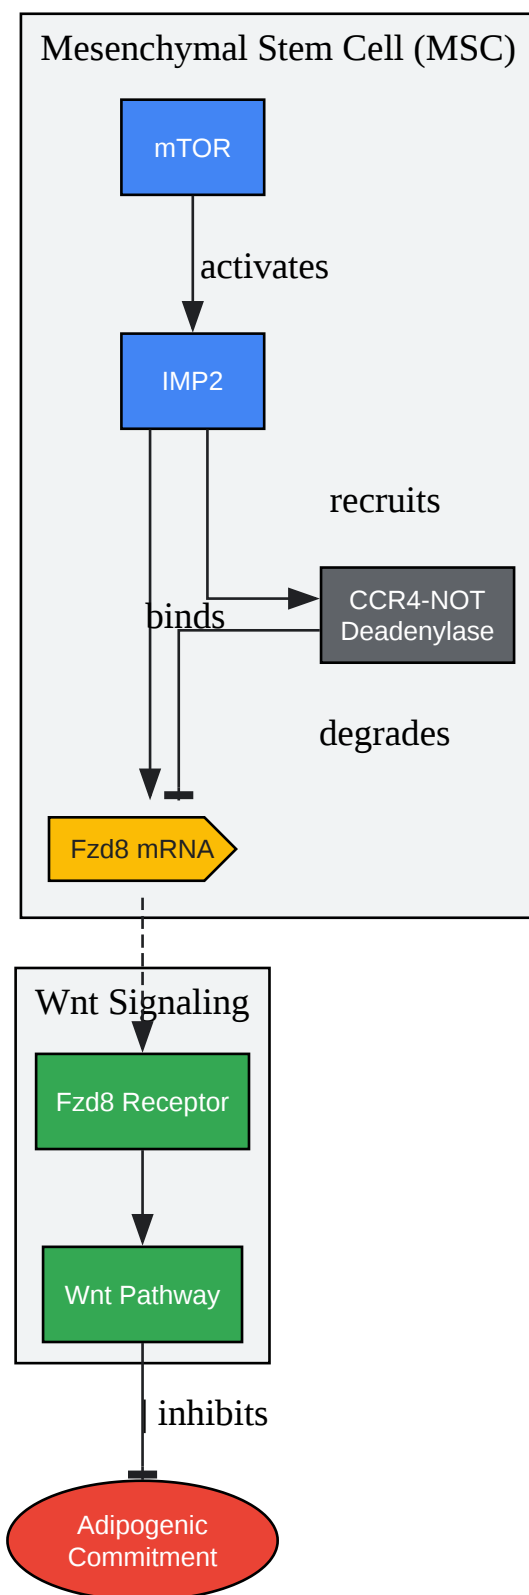 Mesenchymal Stem Cell (MSC)
mTOR
activates
IMP2
recruits
CCR4-NOT
Deadenylase
binds
degrades
Fzd8 mRNA
Wnt Signaling
Fzd8 Receptor
Wnt Pathway
| inhibits
Adipogenic
Commitment